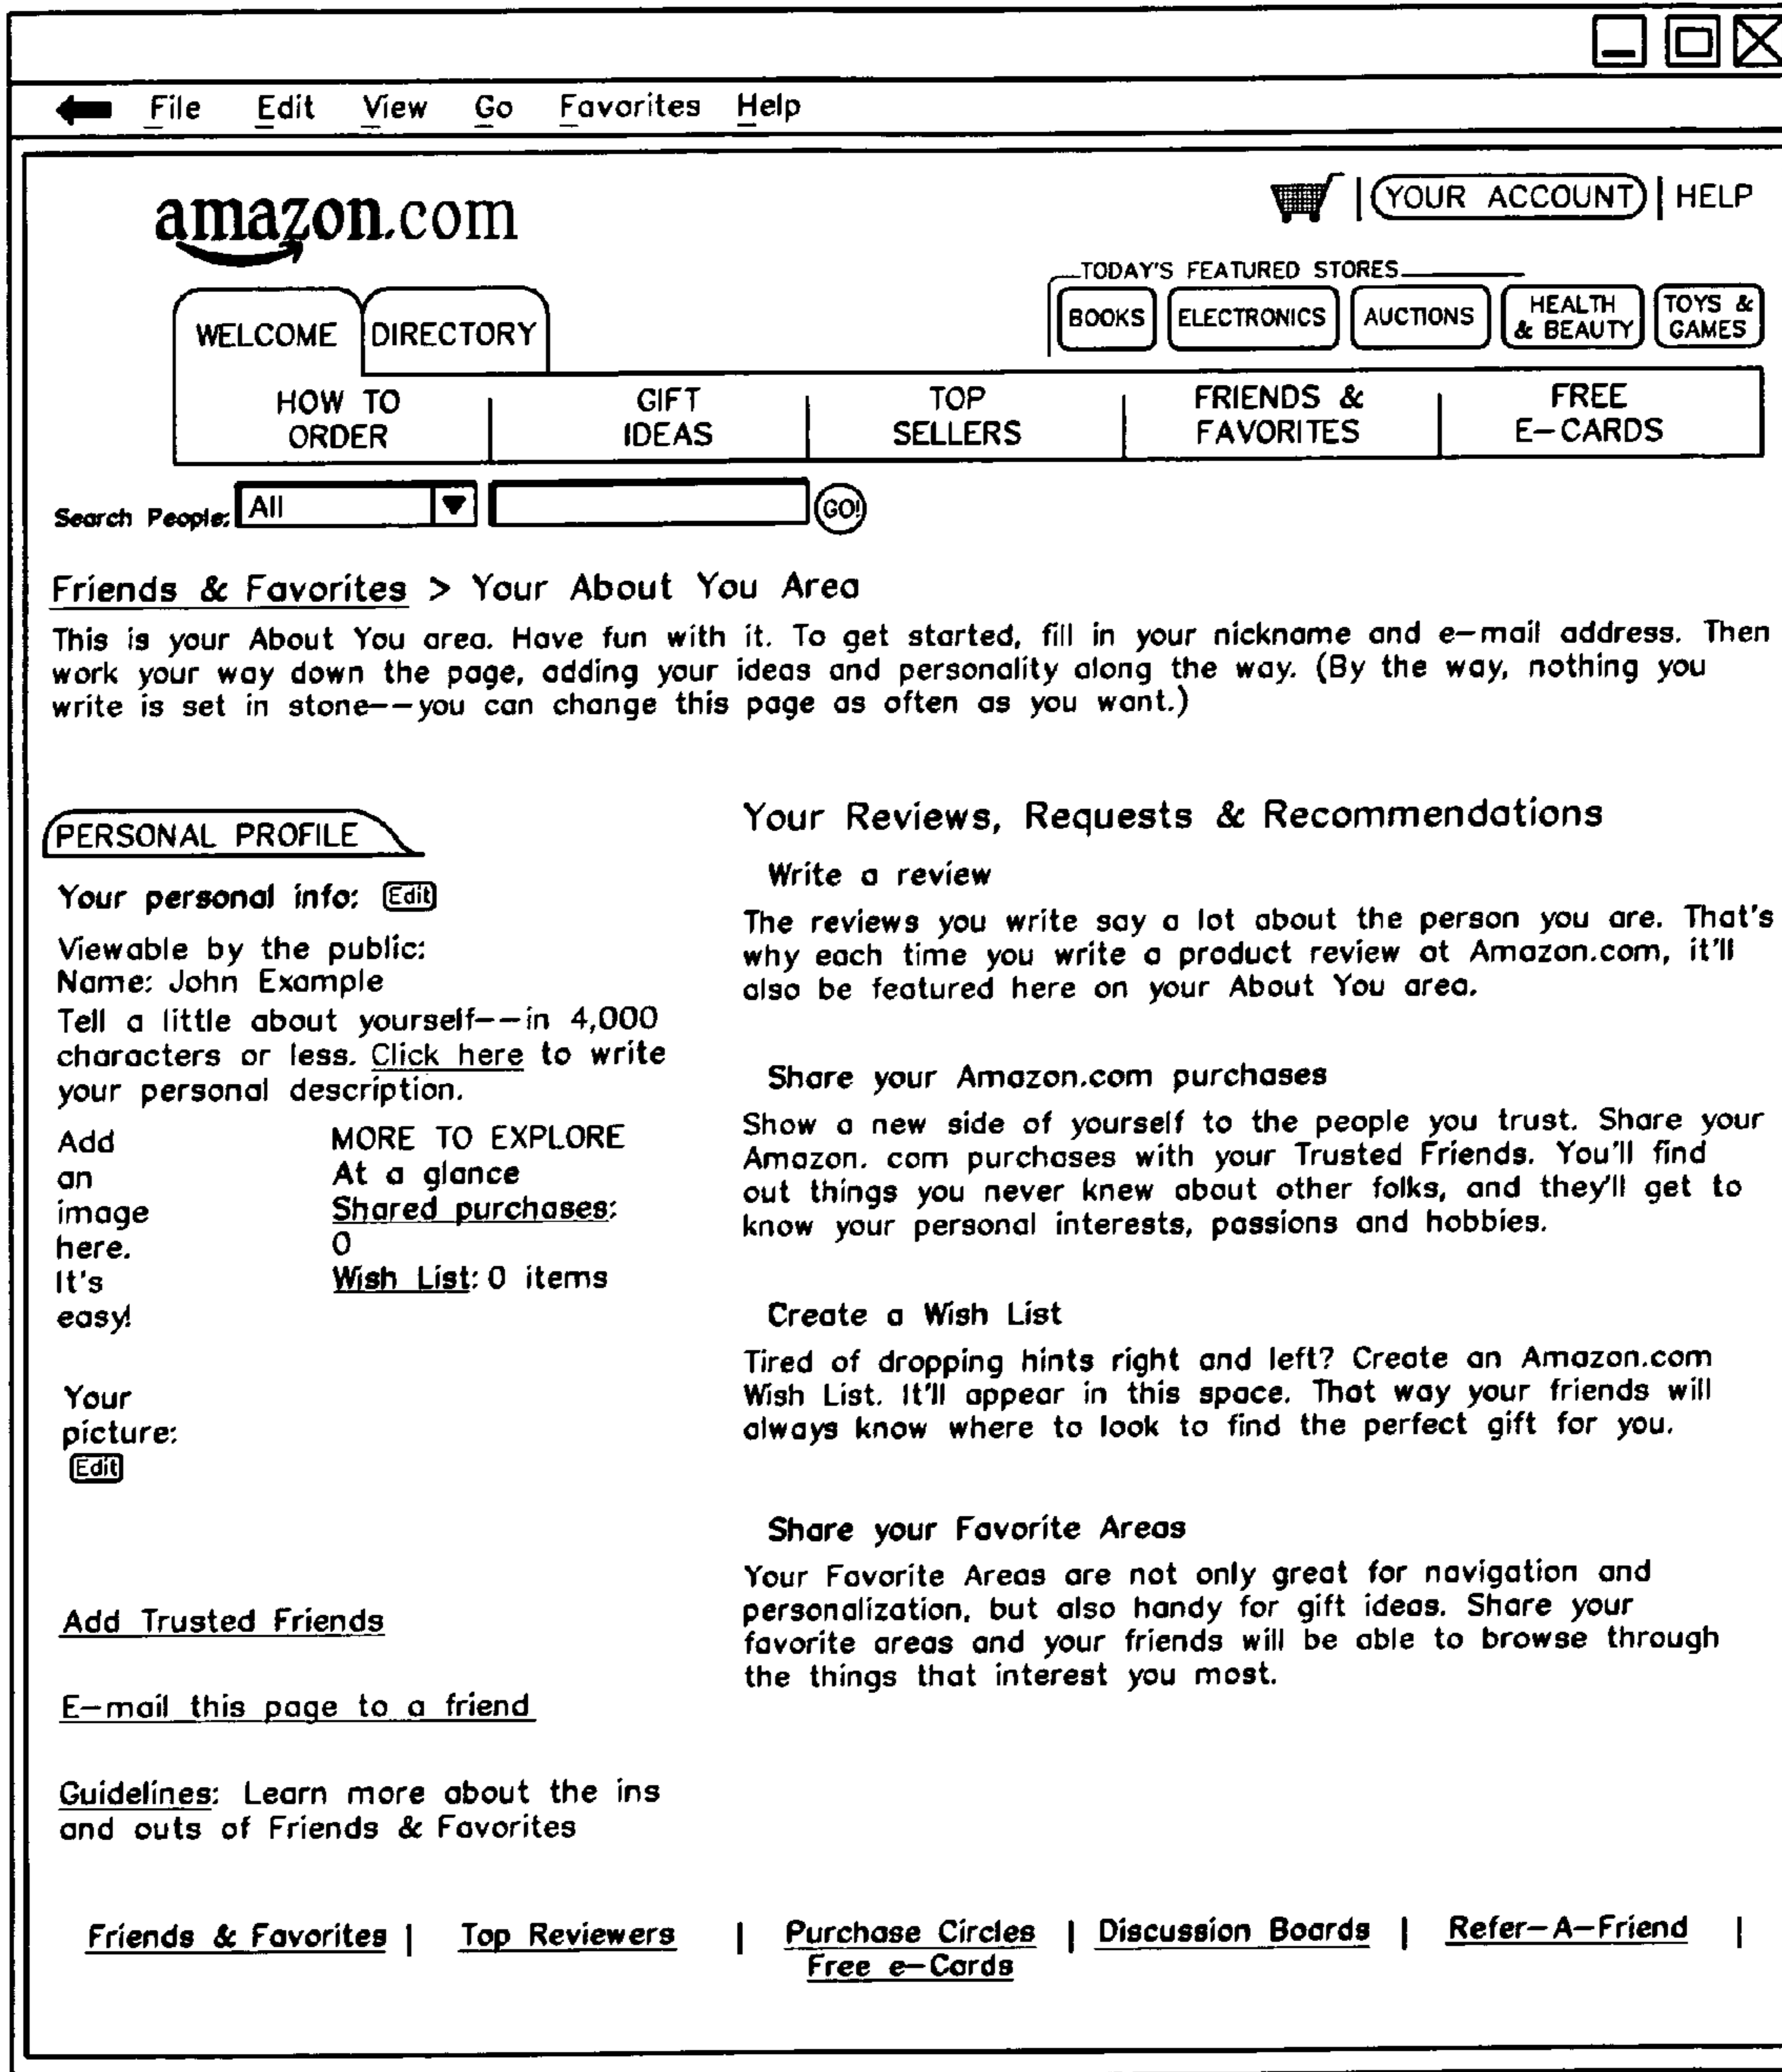 File Edit View Go Favorites Help
amazon.com
YOUR ACCOUNT | HELP
TODAY'S FEATURED STORES
BOOKS ELECTRONICS AUCTIONS HEALTH & BEAUTY TOYS & GAMES
WELCOME DIRECTORY
HOW TO ORDER | GIFT IDEAS | TOP SELLERS | FRIENDS & FAVORITES | FREE E-CARDS
Search People: All GO!
Friends & Favorites > Your About You Area
This is your About You area. Have fun with it. To get started, fill in your nickname and e-mail address. Then
work your way down the page, adding your ideas and personality along the way. (By the way, nothing you
write is set in stone--you can change this page as often as you want.)
PERSONAL PROFILE
Your personal info: Edit
Viewable by the public:
Name: John Example
Tell a little about yourself--in 4,000
characters or less. Click here to write
your personal description.
Add
an
image
here.
It's
easy!
MORE TO EXPLORE
At a glance
Shared purchases:
0
Wish List: 0 items
Your
picture:
Edit
Add Trusted Friends
E-mail this page to a friend
Guidelines: Learn more about the ins
and outs of Friends & Favorites
Your Reviews, Requests & Recommendations
Write a review
The reviews you write say a lot about the person you are. That's
why each time you write a product review at Amazon.com, it'll
also be featured here on your About You area.
Share your Amazon.com purchases
Show a new side of yourself to the people you trust. Share your
Amazon. com purchases with your Trusted Friends. You'll find
out things you never knew about other folks, and they'll get to
know your personal interests, passions and hobbies.
Create a Wish List
Tired of dropping hints right and left? Create an Amazon.com
Wish List. It'll appear in this space. That way your friends will
always know where to look to find the perfect gift for you.
Share your Favorite Areas
Your Favorite Areas are not only great for navigation and
personalization, but also handy for gift ideas. Share your
favorite areas and your friends will be able to browse through
the things that interest you most.
Friends & Favorites | Top Reviewers | Purchase Circles | Discussion Boards | Refer-A-Friend |
Free e-Cards